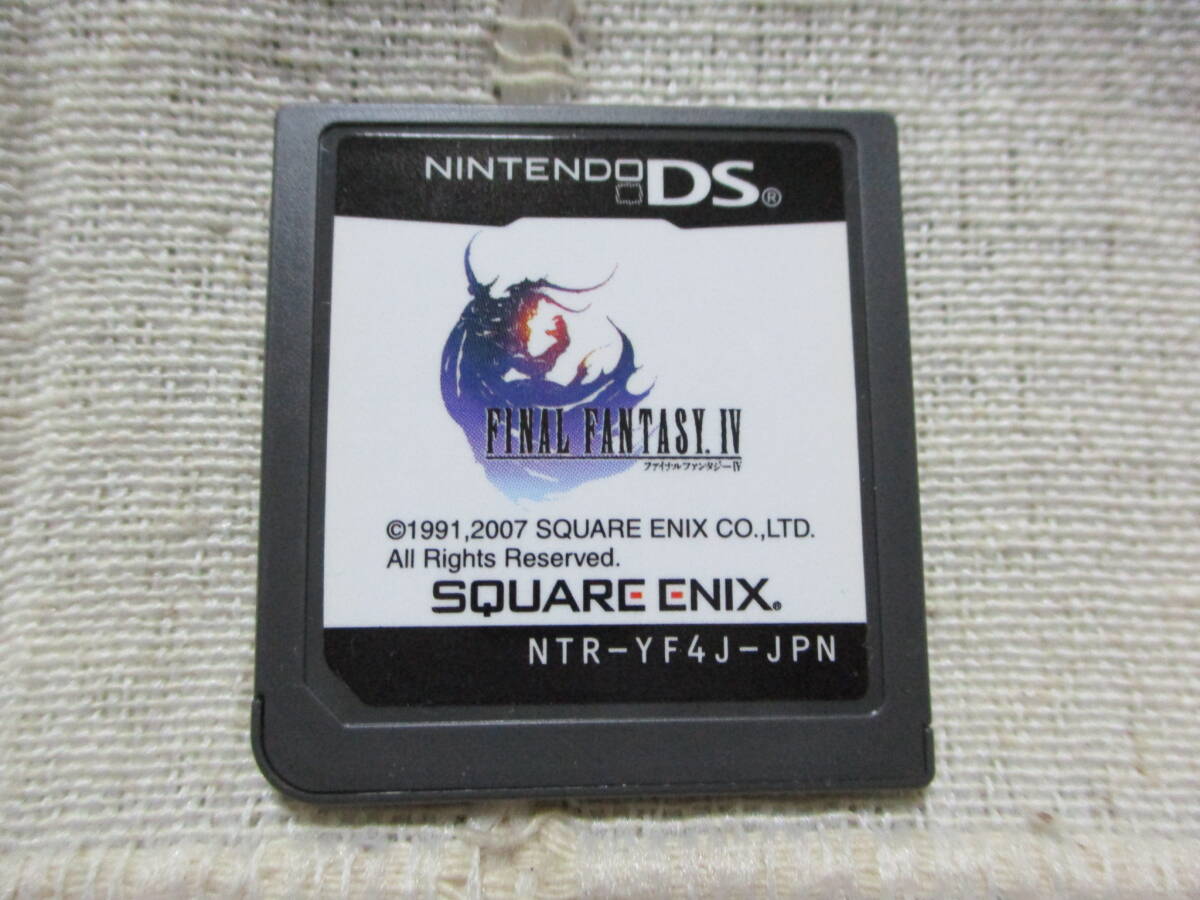 NINTENDO DS®
FINAL FANTASY. IV
ファイナルファンタジーIV
©1991,2007 SQUARE ENIX CO.,LTD.
All Rights Reserved.
SQUARE ENIX®
NTR-YF4J-JPN